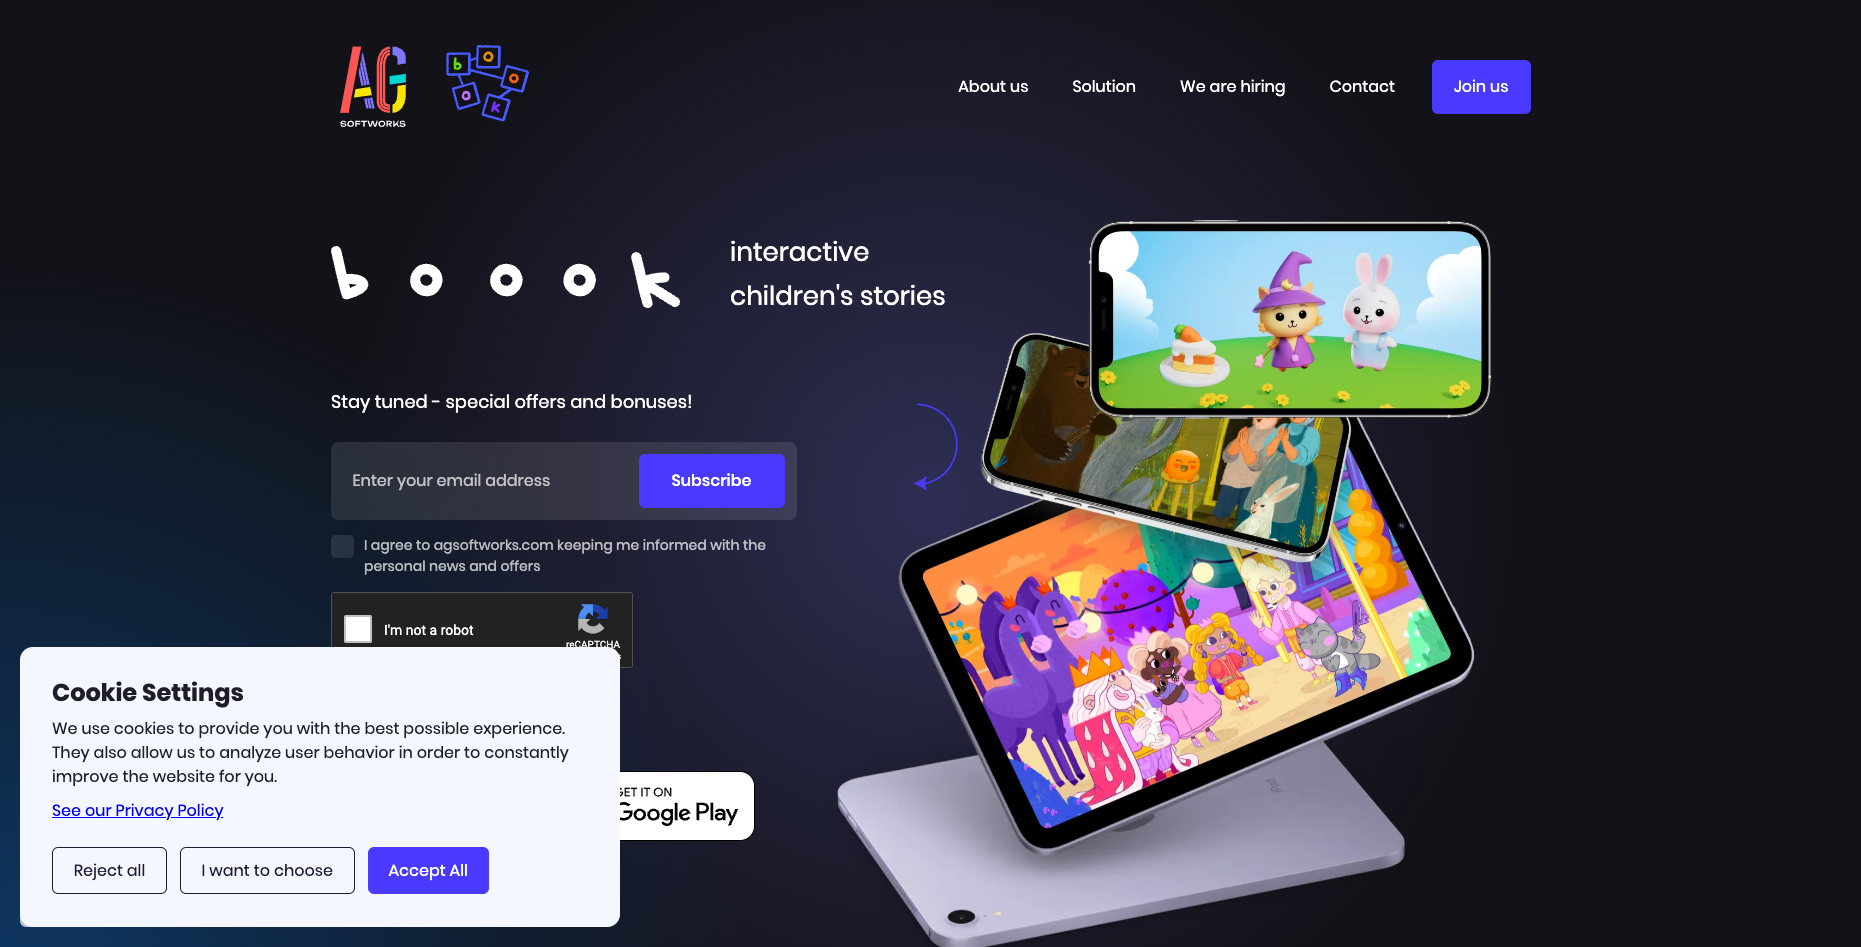 AG
SOFTWORKS
b o o o k
About us
Solution
We are hiring
Contact
Join us
b o o o k
interactive
children's stories
Stay tuned - special offers and bonuses!
Enter your email address
Subscribe
I agree to agsoftworks.com keeping me informed with the
personal news and offers
I'm not a robot
reCAPTCHA
Cookie Settings
We use cookies to provide you with the best possible experience.
They also allow us to analyze user behavior in order to constantly
improve the website for you.
See our Privacy Policy
Reject all
I want to choose
Accept All
GET IT ON
Google Play
iPad